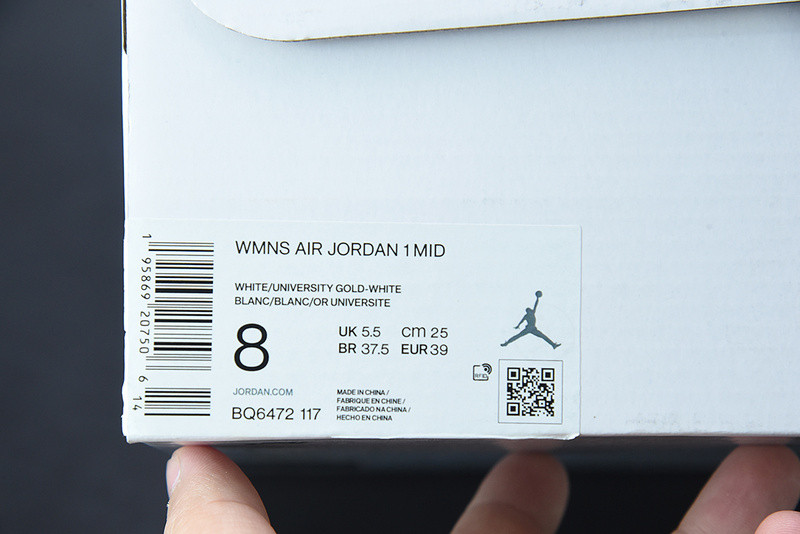 WMNS AIR JORDAN 1 MID
WHITE/UNIVERSITY GOLD-WHITE
BLANC/BLANC/OR UNIVERSITE
8
UK 5.5 cm 25
BR 37.5 EUR 39
JORDAN.COM
BQ6472 117
MADE IN CHINA /
FABRIQUE EN CHINE /
FABRICADO NA CHINA /
HECHO EN CHINA
RFID
1 95869 20750 6 14